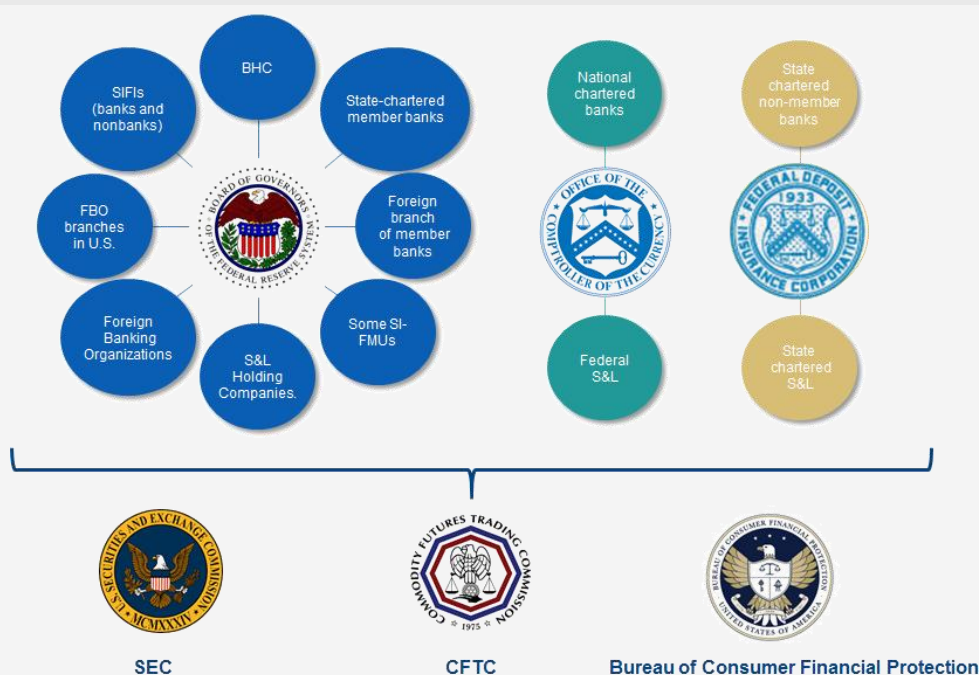 BHC
SIFIs
(banks and
nonbanks)
State-chartered
member banks
FBO
branches
in U.S.
BOARD OF GOVERNORS
OF THE FEDERAL RESERVE SYSTEM
Foreign
branch
of member
banks
Foreign
Banking
Organizations
S&L
Holding
Companies.
Some SI-
FMUs
National
chartered
banks
OFFICE OF THE
COMPTROLLER OF THE CURRENCY
Federal
S&L
State
chartered
non-member
banks
FEDERAL DEPOSIT
1933
INSURANCE CORPORATION
State
chartered
S&L
U.S. SECURITIES AND EXCHANGE COMMISSION
MCMXXXIV
COMMODITY FUTURES TRADING COMMISSION
1975
BUREAU OF CONSUMER FINANCIAL PROTECTION
UNITED STATES OF AMERICA
SEC
CFTC
Bureau of Consumer Financial Protection